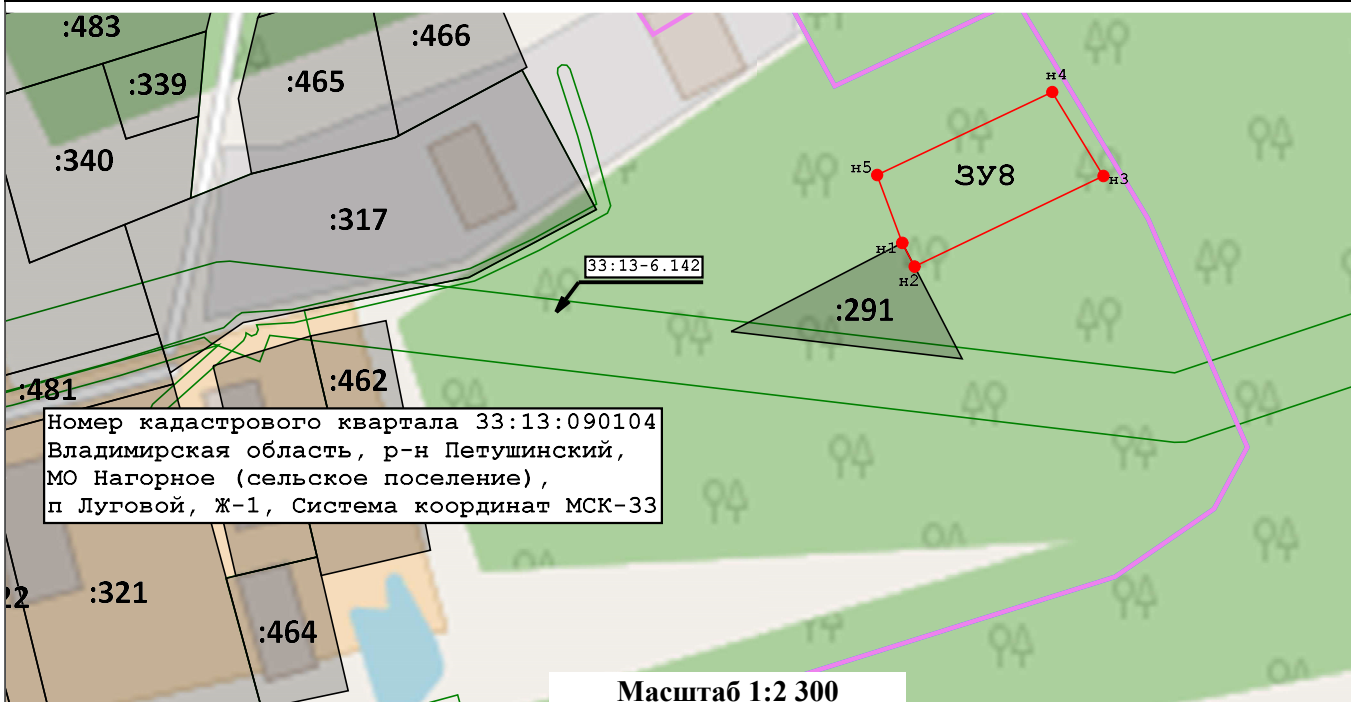 :483
:466
:339
:465
н4
:340
н5
ЗУ8
н3
:317
н1
33:13-6.142
н2
:291
:481
:462
Номер кадастрового квартала 33:13:090104
Владимирская область, р-н Петушинский,
МО Нагорное (сельское поселение),
п Луговой, Ж-1, Система координат МСК-33
22
:321
:464
Масштаб 1:2 300